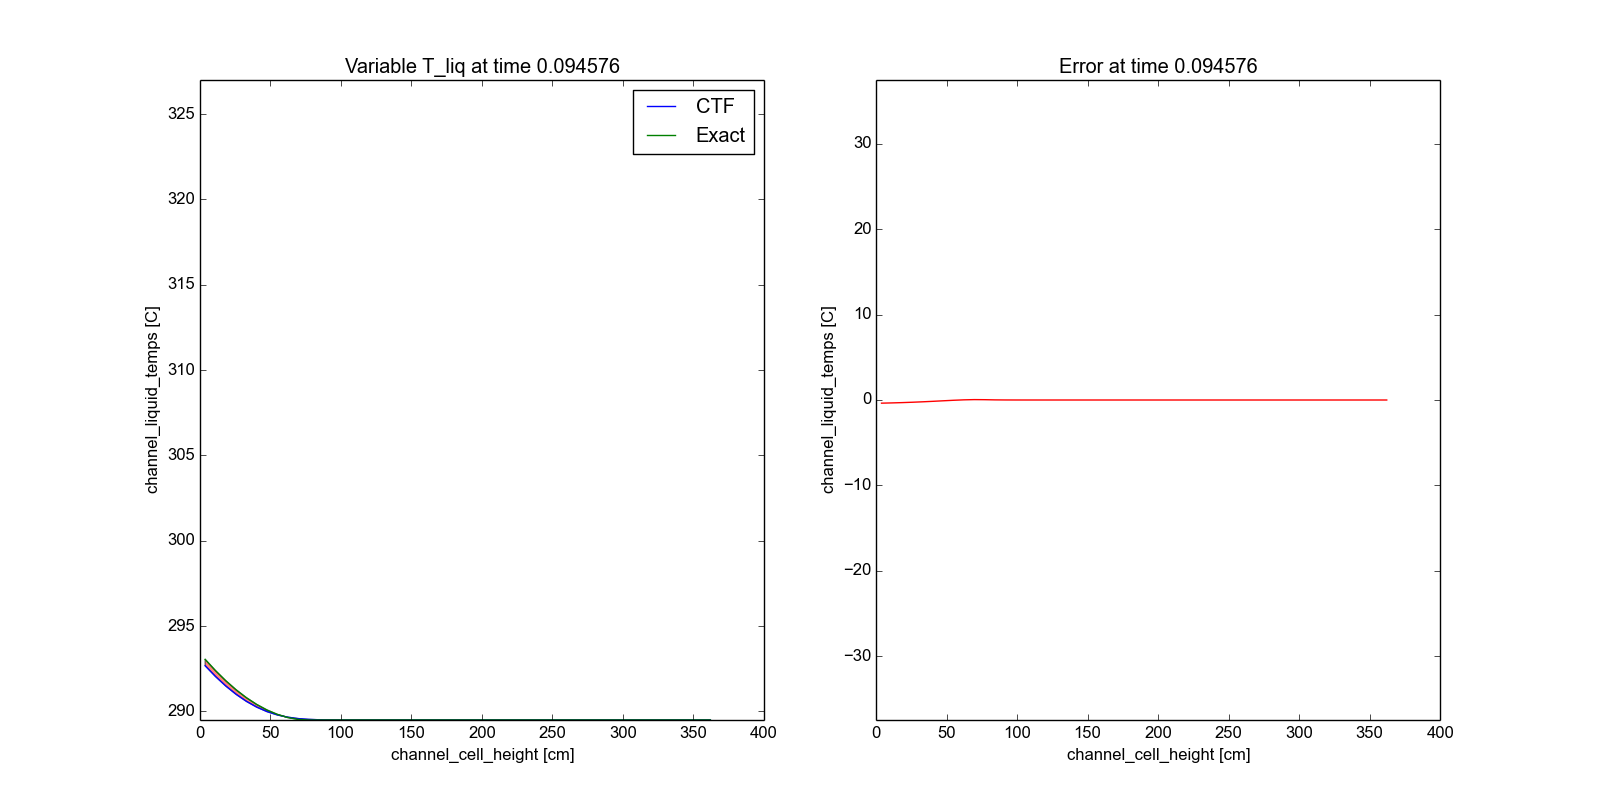 Variable T_liq at time 0.094576
CTF
Exact
325
320
315
310
305
300
295
290
channel_liquid_temps [C]
0 50 100 150 200 250 300 350 400
channel_cell_height [cm]
Error at time 0.094576
30
20
10
0
−10
−20
−30
channel_liquid_temps [C]
0 50 100 150 200 250 300 350 400
channel_cell_height [cm]